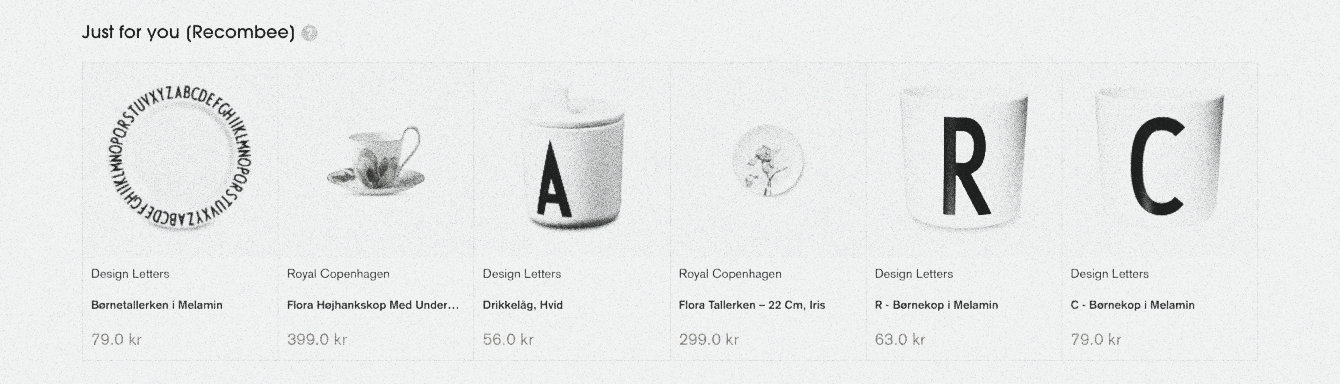 Just for you (Recombee) ?
Design Letters
Børnetallerken i Melamin
79.0 kr
Royal Copenhagen
Flora Højhankskop Med Under...
399.0 kr
A
Design Letters
Drikkelåg, Hvid
56.0 kr
Royal Copenhagen
Flora Tallerken – 22 Cm, Iris
299.0 kr
R
Design Letters
R - Børnekop i Melamin
63.0 kr
C
Design Letters
C - Børnekop i Melamin
79.0 kr